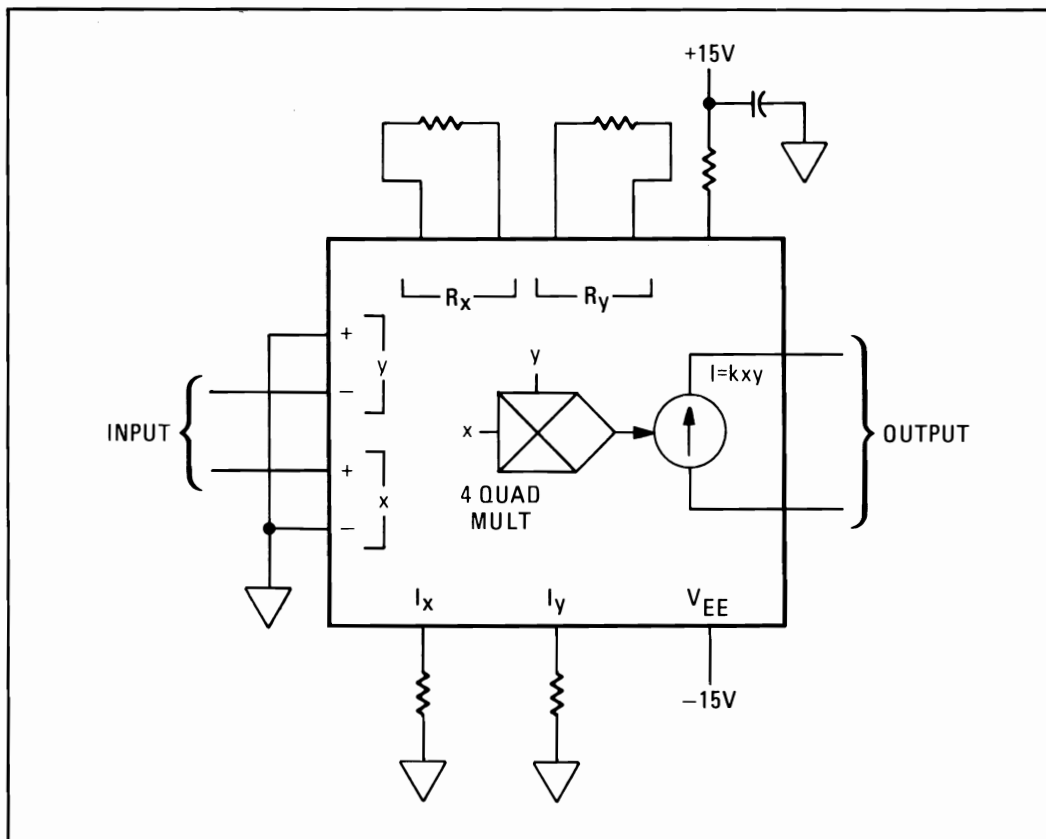 +15V
Rx Ry
+
y
−
INPUT
+
x
−
y
x
4 QUAD
MULT
I=kxy
OUTPUT
Ix Iy VEE
−15V